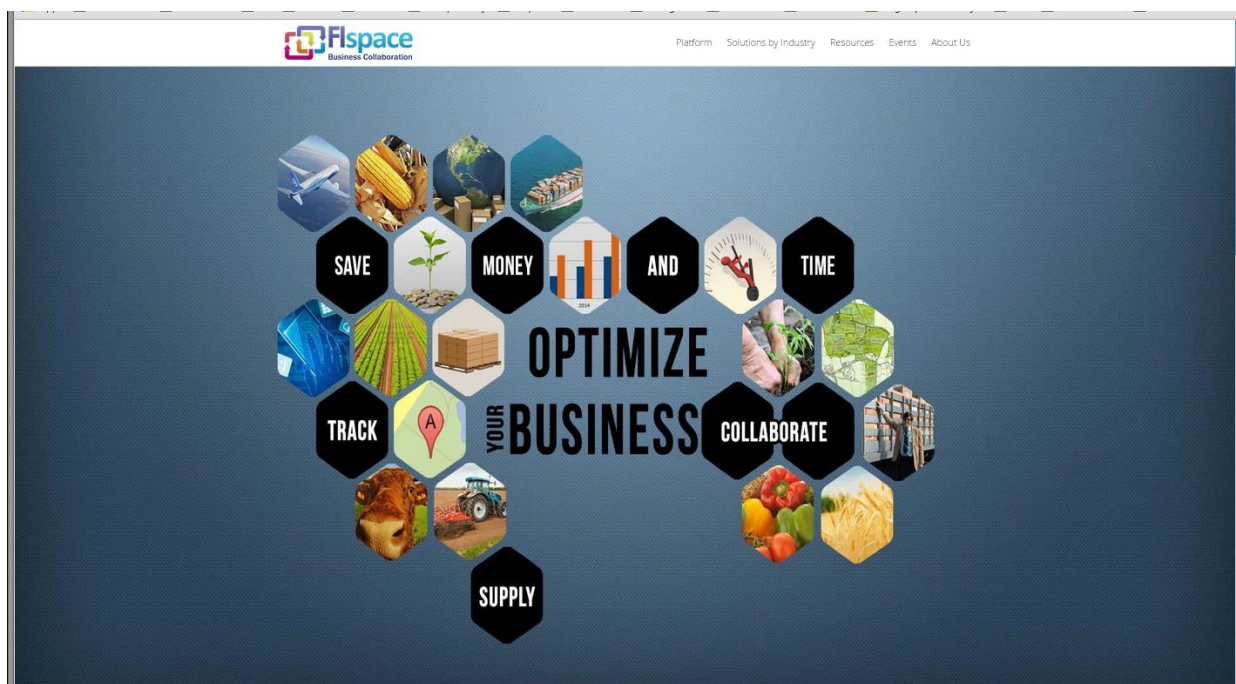 FIspace
Business Collaboration
Platform Solutions by Industry Resources Events About Us
SAVE MONEY AND TIME
2014
OPTIMIZE
TRACK A YOUR BUSINESS COLLABORATE
SUPPLY